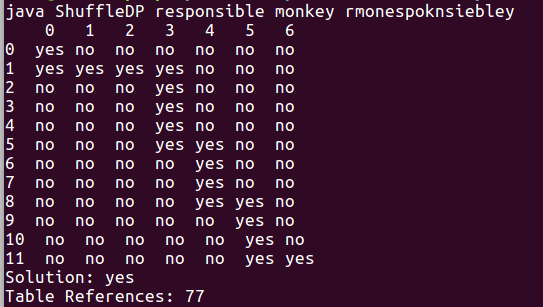 java ShuffleDP responsible monkey rmonespoknsiebley
0 1 2 3 4 5 6
0 yes no no no no no no
1 yes yes yes yes no no no
2 no no no yes no no no
3 no no no yes no no no
4 no no no yes no no no
5 no no no yes yes no no
6 no no no no yes no no
7 no no no no yes no no
8 no no no no yes yes no
9 no no no no no yes no
10 no no no no no yes no
11 no no no no no yes yes
Solution: yes
Table References: 77